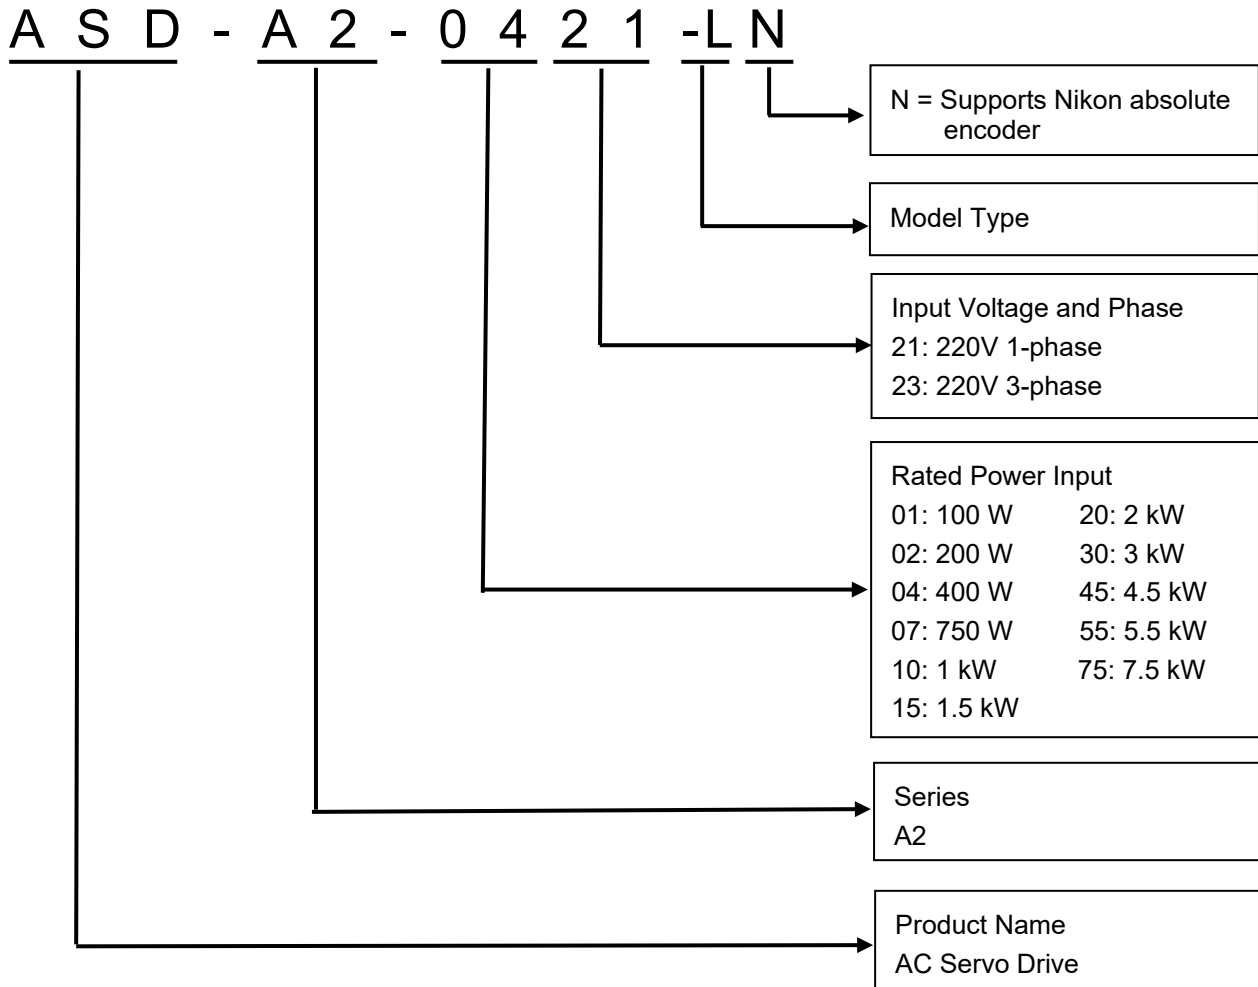 A S D - A 2 - 0 4 2 1 -L N
N = Supports Nikon absolute
encoder
Model Type
Input Voltage and Phase
21: 220V 1-phase
23: 220V 3-phase
Rated Power Input
01: 100 W 20: 2 kW
02: 200 W 30: 3 kW
04: 400 W 45: 4.5 kW
07: 750 W 55: 5.5 kW
10: 1 kW 75: 7.5 kW
15: 1.5 kW
Series
A2
Product Name
AC Servo Drive